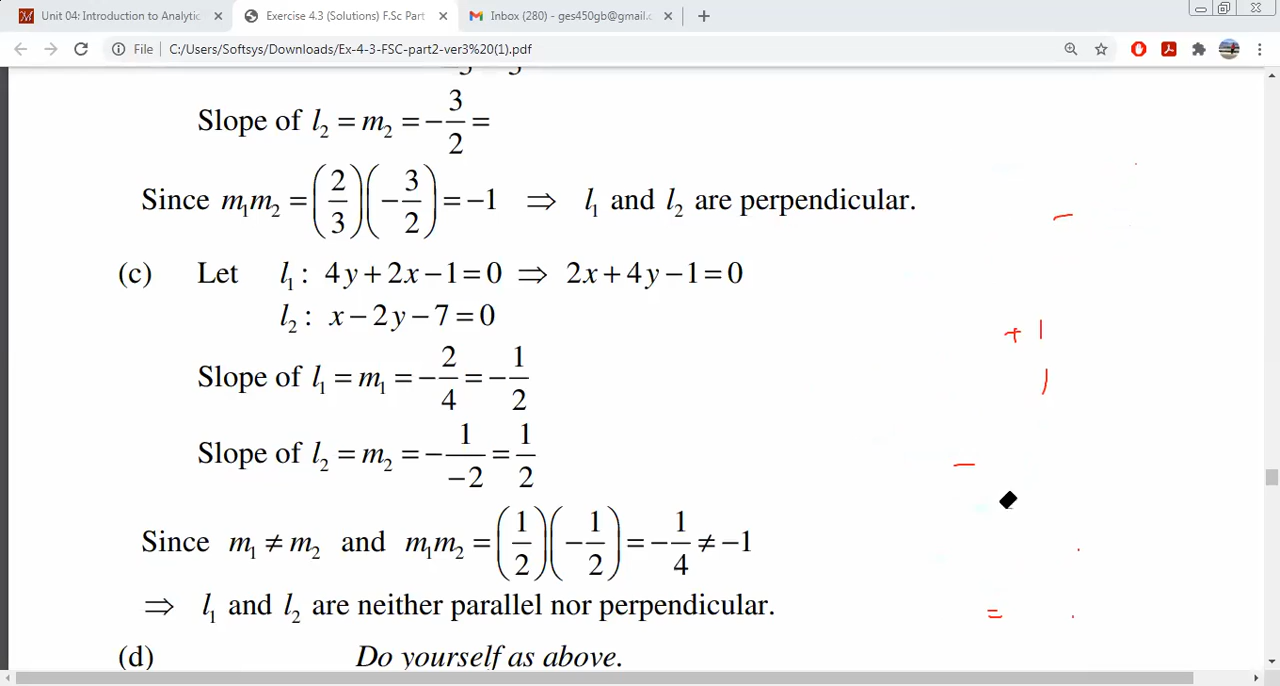 Unit 04: Introduction to Analytic
Exercise 4.3 (Solutions) F.Sc Part
Inbox (280) - ges450gb@gmail.c
File | C:/Users/Softsys/Downloads/Ex-4-3-FSC-part2-ver3%20(1).pdf
Slope of l₂ = m₂ = −3/2 =
Since m₁m₂ = (2/3)(−3/2) = −1 ⇒ l₁ and l₂ are perpendicular.
(c) Let l₁ : 4y + 2x − 1 = 0 ⇒ 2x + 4y − 1 = 0
l₂ : x − 2y − 7 = 0
Slope of l₁ = m₁ = −2/4 = −1/2
Slope of l₂ = m₂ = −1/−2 = 1/2
Since m₁ ≠ m₂ and m₁m₂ = (1/2)(−1/2) = −1/4 ≠ −1
⇒ l₁ and l₂ are neither parallel nor perpendicular.
(d) Do yourself as above.